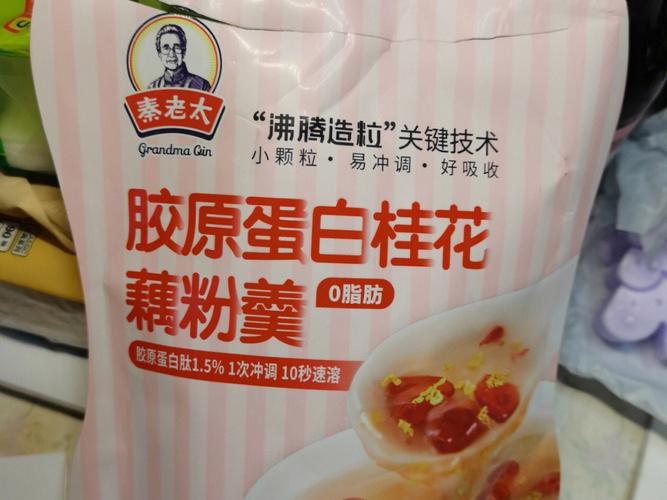 秦老太
Grandma Qin
“沸腾造粒”关键技术
小颗粒·易冲调·好吸收
胶原蛋白桂花
藕粉羹
0脂肪
胶原蛋白肽1.5% 1次冲调 10秒速溶